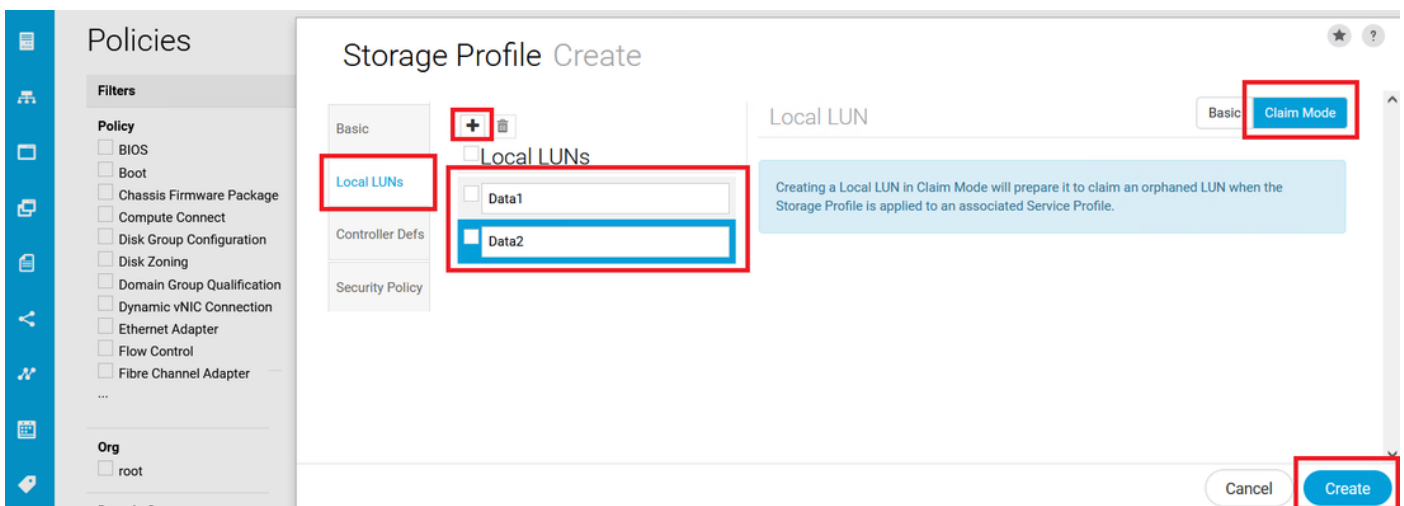 Policies
Filters
Policy
BIOS
Boot
Chassis Firmware Package
Compute Connect
Disk Group Configuration
Disk Zoning
Domain Group Qualification
Dynamic vNIC Connection
Ethernet Adapter
Flow Control
Fibre Channel Adapter
...
Org
root
Storage Profile Create
?
Basic
Local LUNs
Controller Defs
Security Policy
+
Local LUNs
Data1
Data2
Local LUN
Basic
Claim Mode
Creating a Local LUN in Claim Mode will prepare it to claim an orphaned LUN when the
Storage Profile is applied to an associated Service Profile.
Cancel
Create